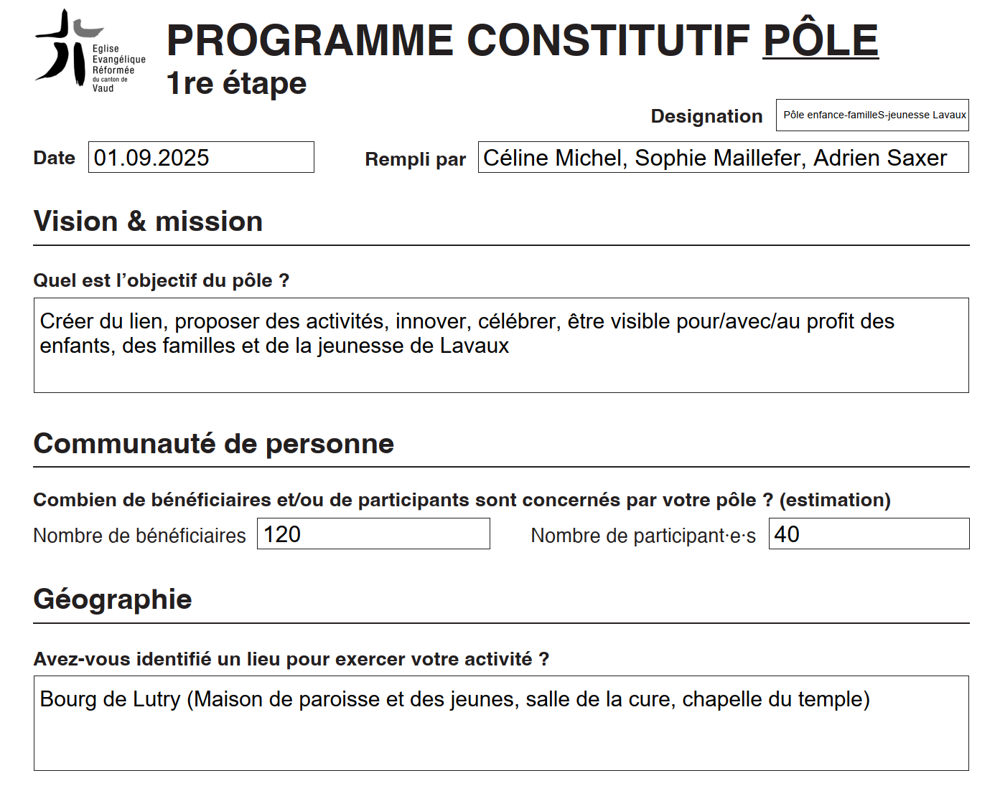 Eglise
Evangélique
Réformée
du canton de
Vaud
PROGRAMME CONSTITUTIF PÔLE
1re étape
Designation
Pôle enfance-familleS-jeunesse Lavaux
Date
01.09.2025
Rempli par
Céline Michel, Sophie Maillefer, Adrien Saxer
Vision & mission
Quel est l’objectif du pôle ?
Créer du lien, proposer des activités, innover, célébrer, être visible pour/avec/au profit des
enfants, des familles et de la jeunesse de Lavaux
Communauté de personne
Combien de bénéficiaires et/ou de participants sont concernés par votre pôle ? (estimation)
Nombre de bénéficiaires
120
Nombre de participant·e·s
40
Géographie
Avez-vous identifié un lieu pour exercer votre activité ?
Bourg de Lutry (Maison de paroisse et des jeunes, salle de la cure, chapelle du temple)